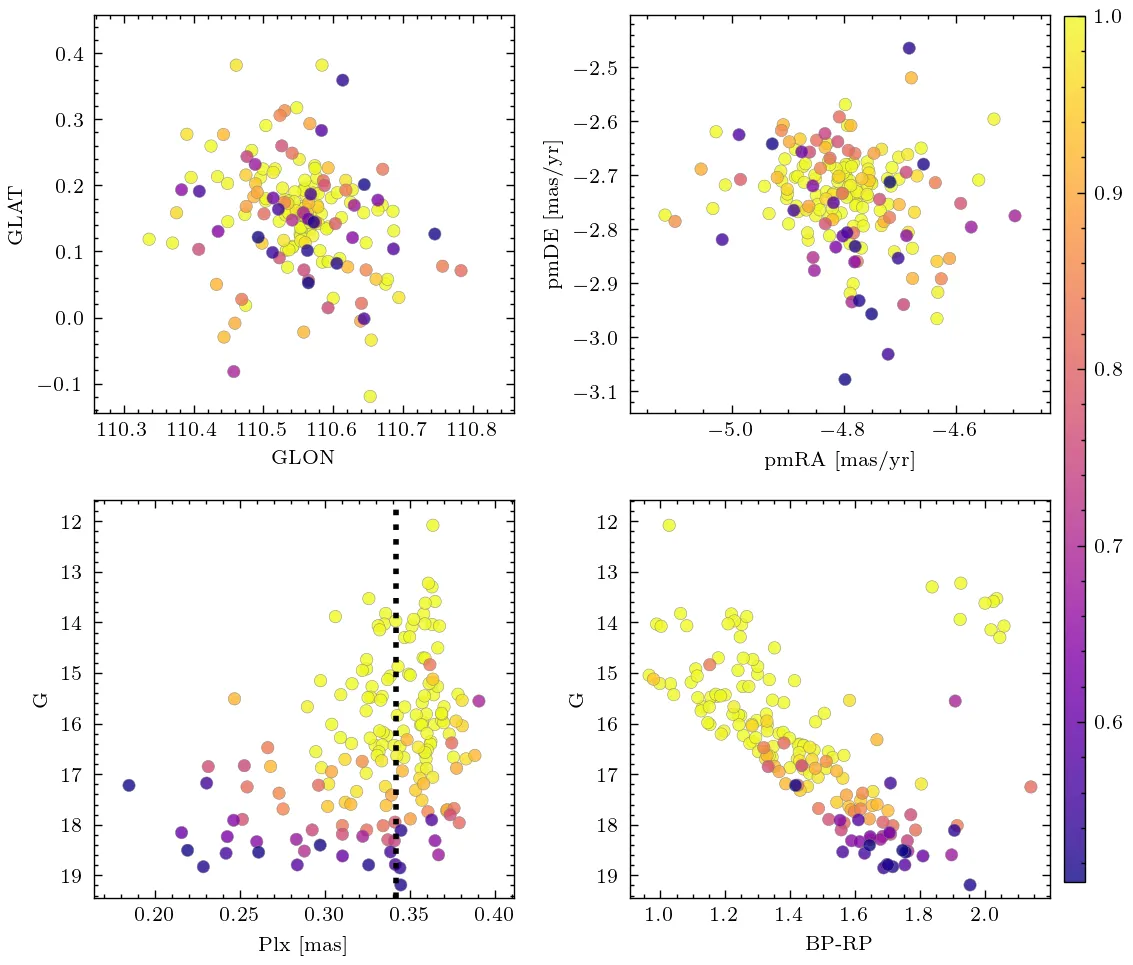 0.4
0.3
0.2
0.1
0.0
−0.1
GLAT
110.3 110.4 110.5 110.6 110.7 110.8
GLON
−2.5
−2.6
−2.7
−2.8
−2.9
−3.0
−3.1
pmDE [mas/yr]
−5.0 −4.8 −4.6
pmRA [mas/yr]
1.0
0.9
0.8
0.7
0.6
12
13
14
15
16
17
18
19
G
0.20 0.25 0.30 0.35 0.40
Plx [mas]
12
13
14
15
16
17
18
19
G
1.0 1.2 1.4 1.6 1.8 2.0
BP-RP